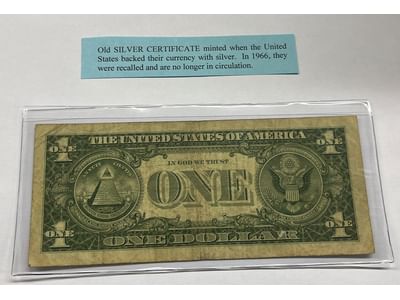 Old SILVER CERTIFICATE minted when the United
States backed their currency with silver. In 1966, they
were recalled and are no longer in circulation.
THE UNITED STATES OF AMERICA
1 1
ONE ONE
IN GOD WE TRUST
ONE
1 1
ONE ONE
ONE DOLLAR